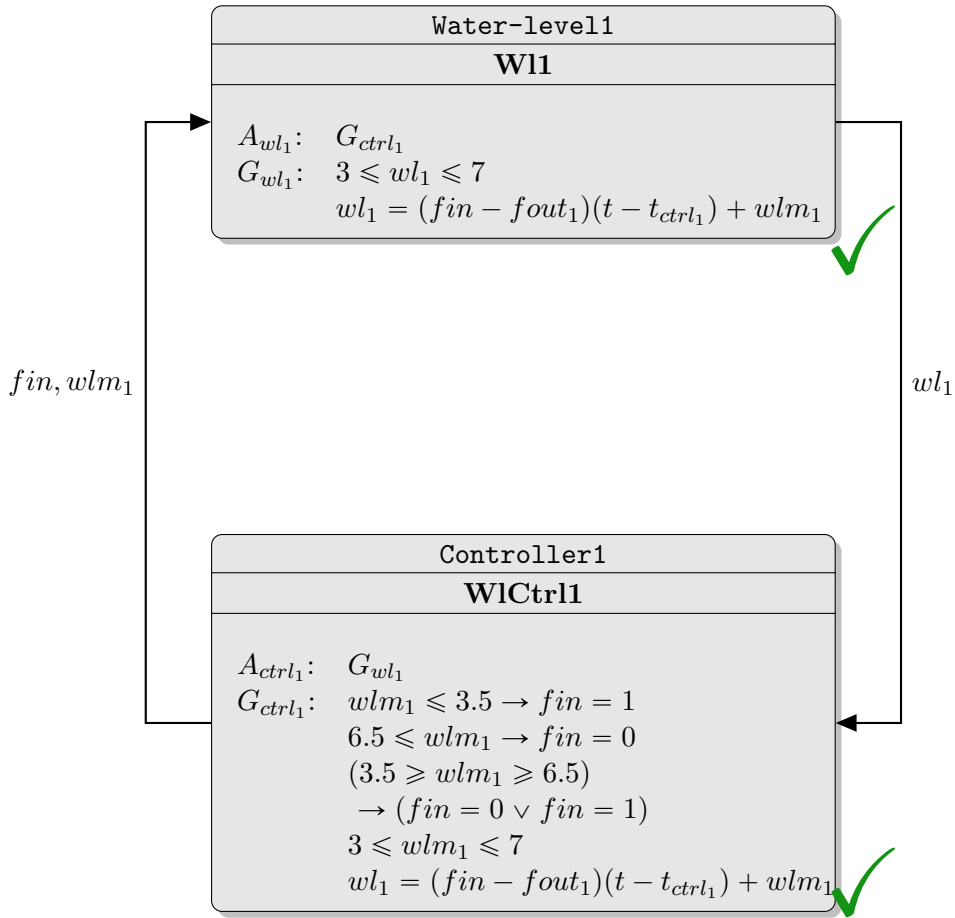 Water-level1
Wl1
A_{wl_1}: G_{ctrl_1}
G_{wl_1}: 3 ⩽ wl_1 ⩽ 7
wl_1 = (fin − fout_1)(t − t_{ctrl_1}) + wlm_1
fin, wlm_1
wl_1
Controller1
WlCtrl1
A_{ctrl_1}: G_{wl_1}
G_{ctrl_1}: wlm_1 ⩽ 3.5 → fin = 1
6.5 ⩽ wlm_1 → fin = 0
(3.5 ⩾ wlm_1 ⩾ 6.5)
→ (fin = 0 ∨ fin = 1)
3 ⩽ wlm_1 ⩽ 7
wl_1 = (fin − fout_1)(t − t_{ctrl_1}) + wlm_1